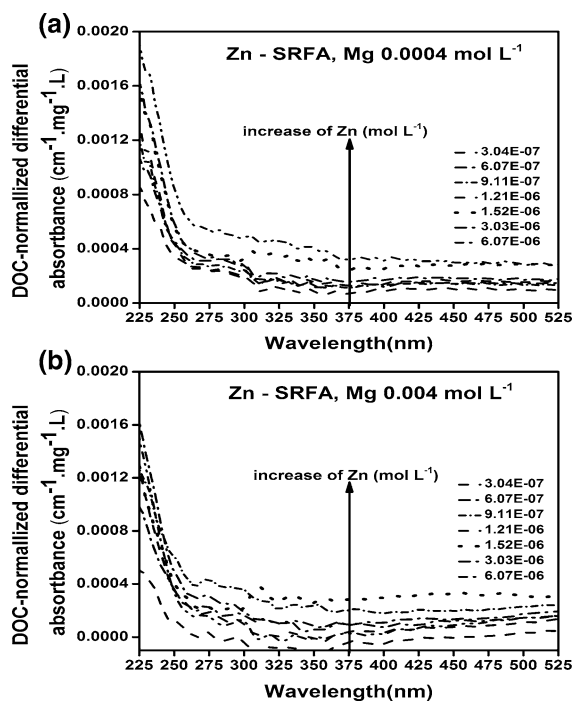 (a)
0.0020
0.0016
0.0012
0.0008
0.0004
0.0000
DOC-normalized differential
absortbance (cm⁻¹.mg⁻¹.L)
Zn - SRFA, Mg 0.0004 mol L⁻¹
increase of Zn (mol L⁻¹)
3.04E-07
6.07E-07
9.11E-07
1.21E-06
1.52E-06
3.03E-06
6.07E-06
225 250 275 300 325 350 375 400 425 450 475 500 525
Wavelength(nm)
(b)
0.0020
0.0016
0.0012
0.0008
0.0004
0.0000
DOC-normalized differential
absorbance (cm⁻¹.mg⁻¹.L)
Zn - SRFA, Mg 0.004 mol L⁻¹
increase of Zn (mol L⁻¹)
3.04E-07
6.07E-07
9.11E-07
1.21E-06
1.52E-06
3.03E-06
6.07E-06
225 250 275 300 325 350 375 400 425 450 475 500 525
Wavelength(nm)